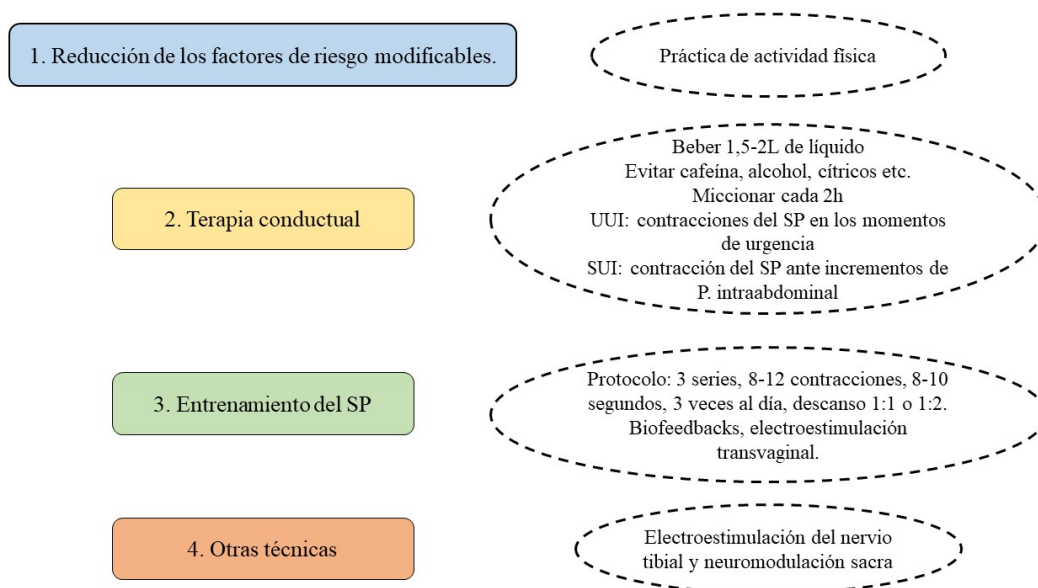 1. Reducción de los factores de riesgo modificables.
Práctica de actividad física
2. Terapia conductual
Beber 1,5-2L de líquido
Evitar cafeína, alcohol, cítricos etc.
Miccionar cada 2h
UUI: contracciones del SP en los momentos
de urgencia
SUI: contracción del SP ante incrementos de
P. intraabdominal
3. Entrenamiento del SP
Protocolo: 3 series, 8-12 contracciones, 8-10
segundos, 3 veces al día, descanso 1:1 o 1:2.
Biofeedbacks, electroestimulación
transvaginal.
4. Otras técnicas
Electroestimulación del nervio
tibial y neuromodulación sacra